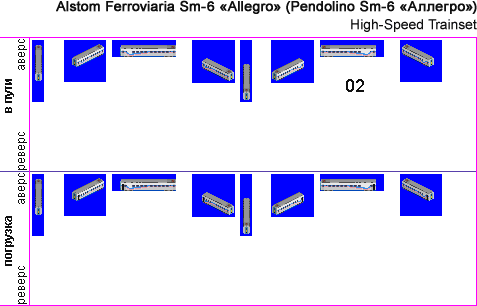 Alstom Ferroviaria Sm-6 «Allegro» (Pendolino Sm-6 «Аллегро»)
High-Speed Trainset
в пути
аверс
реверс
02
погрузка
аверс
реверс